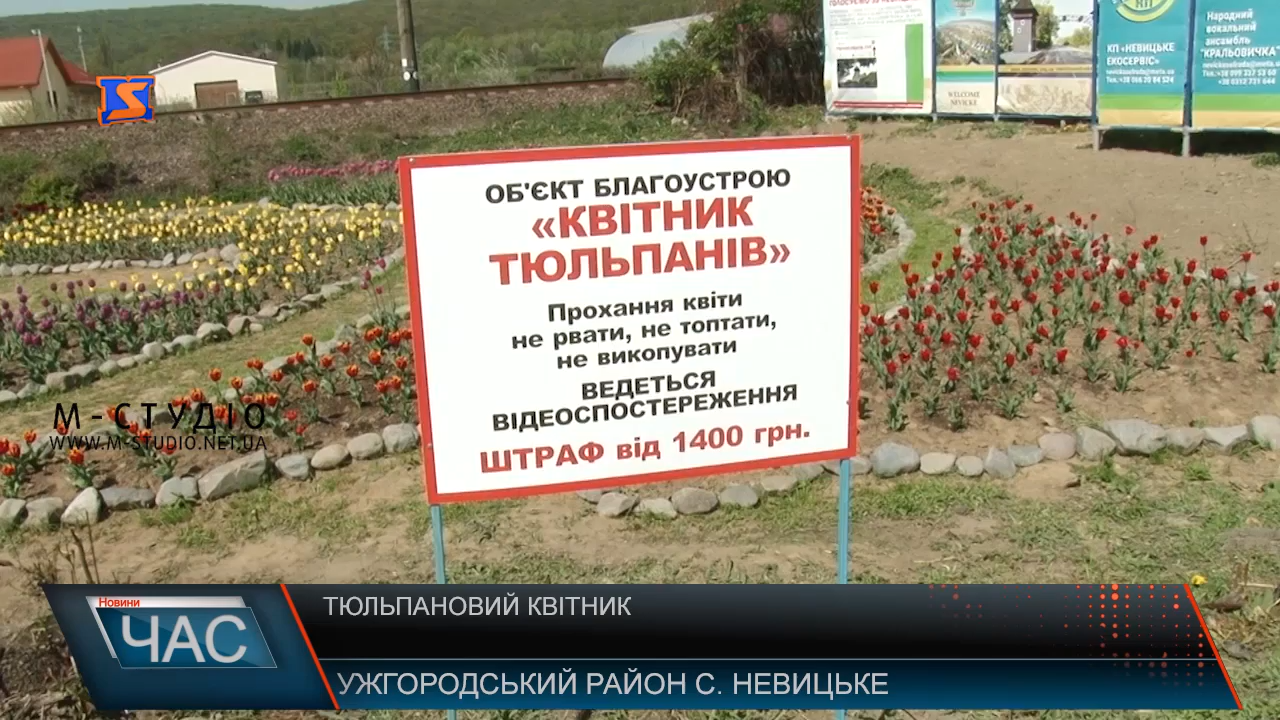 КП «НЕВИЦЬКЕ
ЕКОСЕРВІС»
Народний
вокальний
ансамбль
"КРАЛЬОВИЧКА"
WELCOME
NEVICKE
ОБ'ЄКТ БЛАГОУСТРОЮ
«КВІТНИК
ТЮЛЬПАНІВ»
Прохання квіти
не рвати, не топтати,
не викопувати
ВЕДЕТЬСЯ
ВІДЕОСПОСТЕРЕЖЕННЯ
ШТРАФ від 1400 грн.
М-СТУДІО
WWW.M-STUDIO.NET.UA
Новини
ЧАС
ТЮЛЬПАНОВИЙ КВІТНИК
УЖГОРОДСЬКИЙ РАЙОН С. НЕВИЦЬКЕ